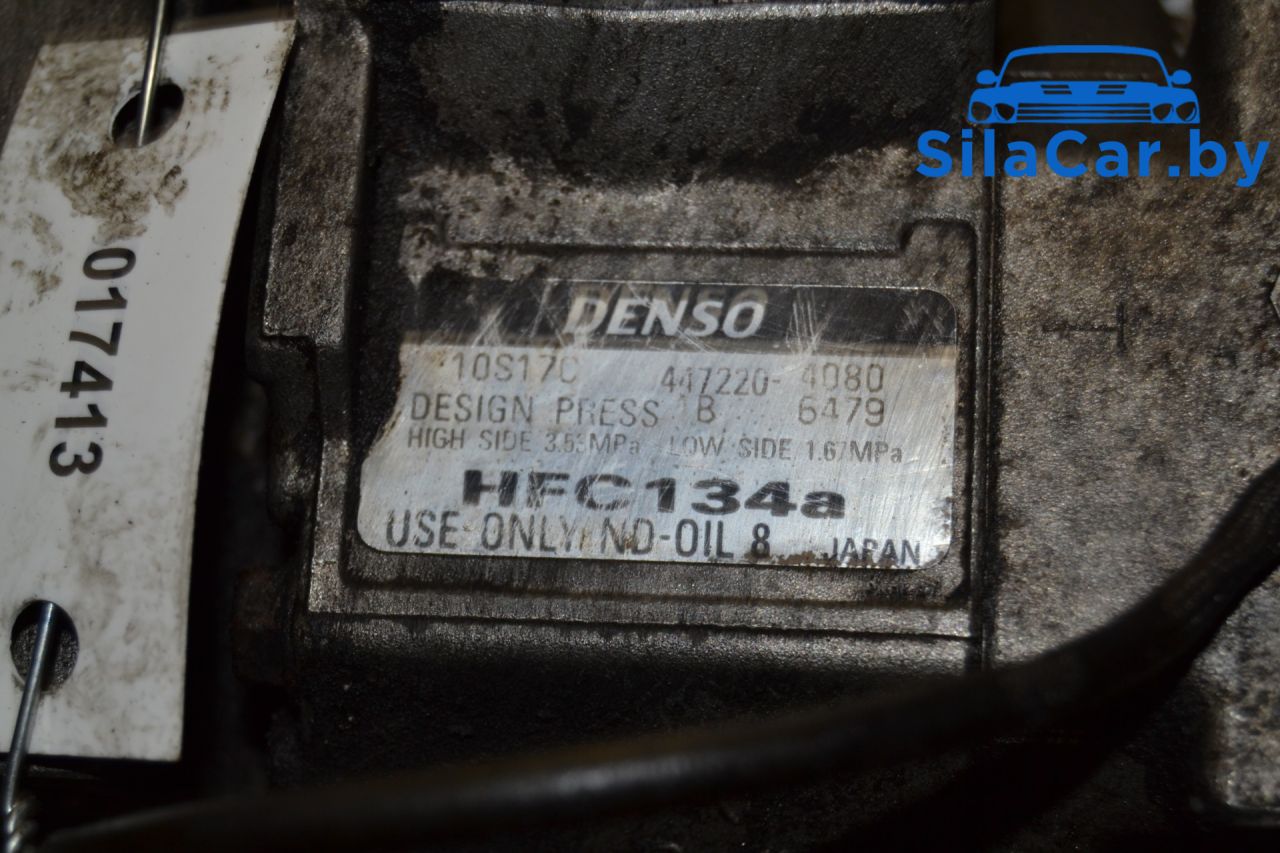 SilaCar.by
017413
DENSO
10S17C 447220-4080
DESIGN PRESS 1B 6479
HIGH SIDE 3.53MPa LOW SIDE 1.67MPa
HFC134a
USE ONLY ND-OIL 8 JAPAN